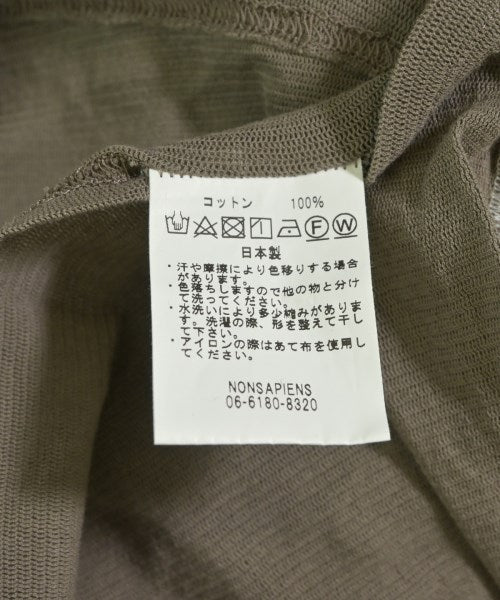 コットン 100%
F W
日本製
・汗や摩擦により色移りする場合
があります。
・色落ちしますので他の物と分け
て洗ってください。
・水洗いにより多少縮みがありま
す。洗濯の際、形を整えて干し
て下さい。
・アイロンの際はあて布を使用し
てください。
NONSAPIENS
06-6180-8320